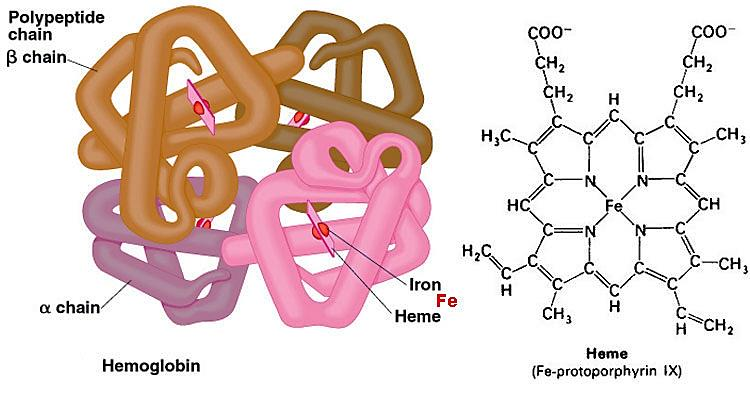 Polypeptide
chain
β chain
α chain
Iron
Fe
Heme
Hemoglobin
COO⁻
COO⁻
CH₂
CH₂
CH₂
CH₂
H
H₃C
C
C
C
C
CH₃
C
C
C
C
C
C
N
N
HC
Fe
CH
C
N
N
C
H₂C
C
C
C
C
CH₃
C
H
C
C
C
CH₃
H
C
H
CH₂
Heme
(Fe-protoporphyrin IX)